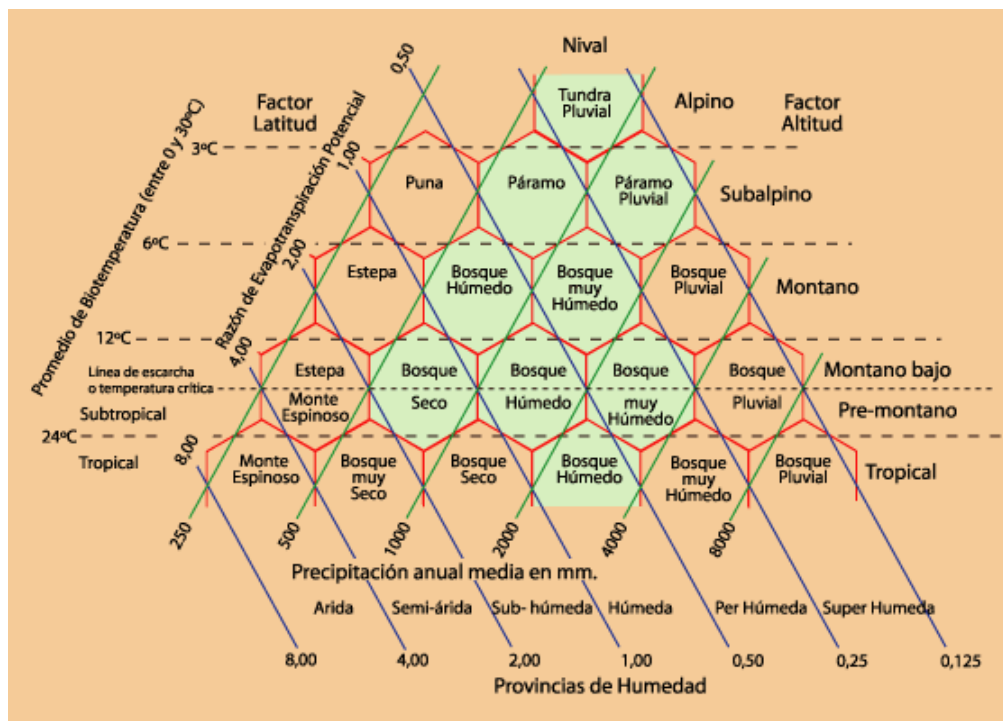 Nival
0,50
Tundra
Pluvial
Alpino
Factor
Latitud
Factor
Altitud
Promedio de Biotemperatura (entre 0 y 30ºC)
Razón de Evapotranspiración Potencial
3ºC
1,00
Puna
Páramo
Páramo
Pluvial
Subalpino
6ºC
2,00
Estepa
Bosque
Húmedo
Bosque
muy
Húmedo
Bosque
Pluvial
Montano
12ºC
4,00
Línea de escarcha
o temperatura crítica
Estepa
Bosque
Bosque
Bosque
Bosque
Montano bajo
Subtropical
Monte
Espinoso
Seco
Húmedo
muy
Húmedo
Pluvial
Pre-montano
24ºC
Tropical
8,00
Monte
Espinoso
Bosque
muy
Seco
Bosque
Seco
Bosque
Húmedo
Bosque
muy
Húmedo
Bosque
Pluvial
Tropical
250
500
1000
2000
4000
8000
Precipitación anual media en mm.
Arida
Semi-árida
Sub- húmeda
Húmeda
Per Húmeda
Super Humeda
8,00
4,00
2,00
1,00
0,50
0,25
0,125
Provincias de Humedad